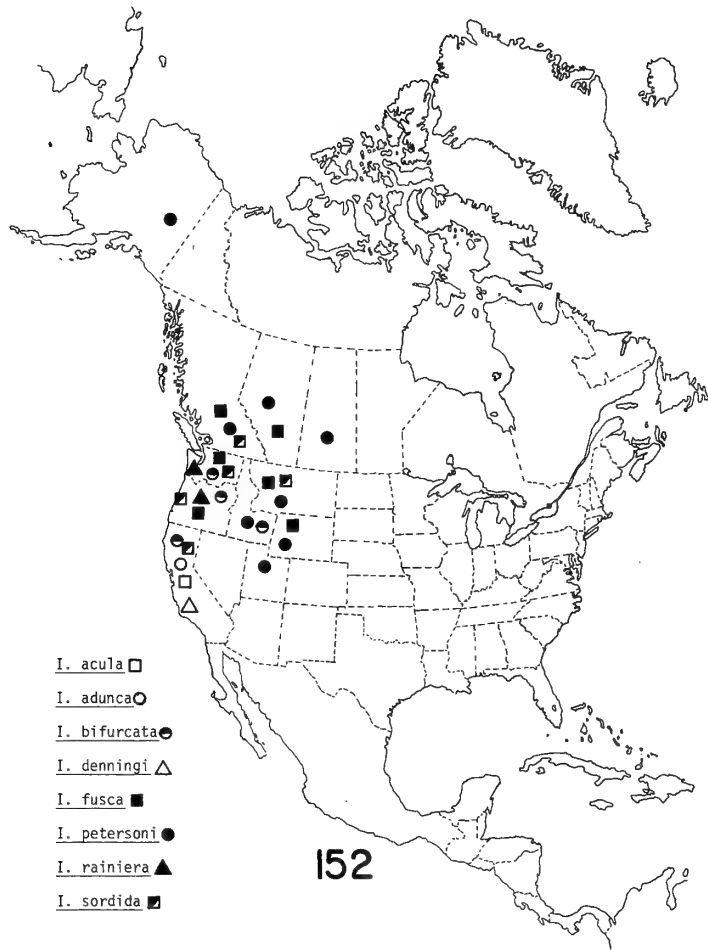 I. acula
I. adunca
I. bifurcata
I. denningi
I. fusca
I. petersoni
I. rainiera
I. sordida
152